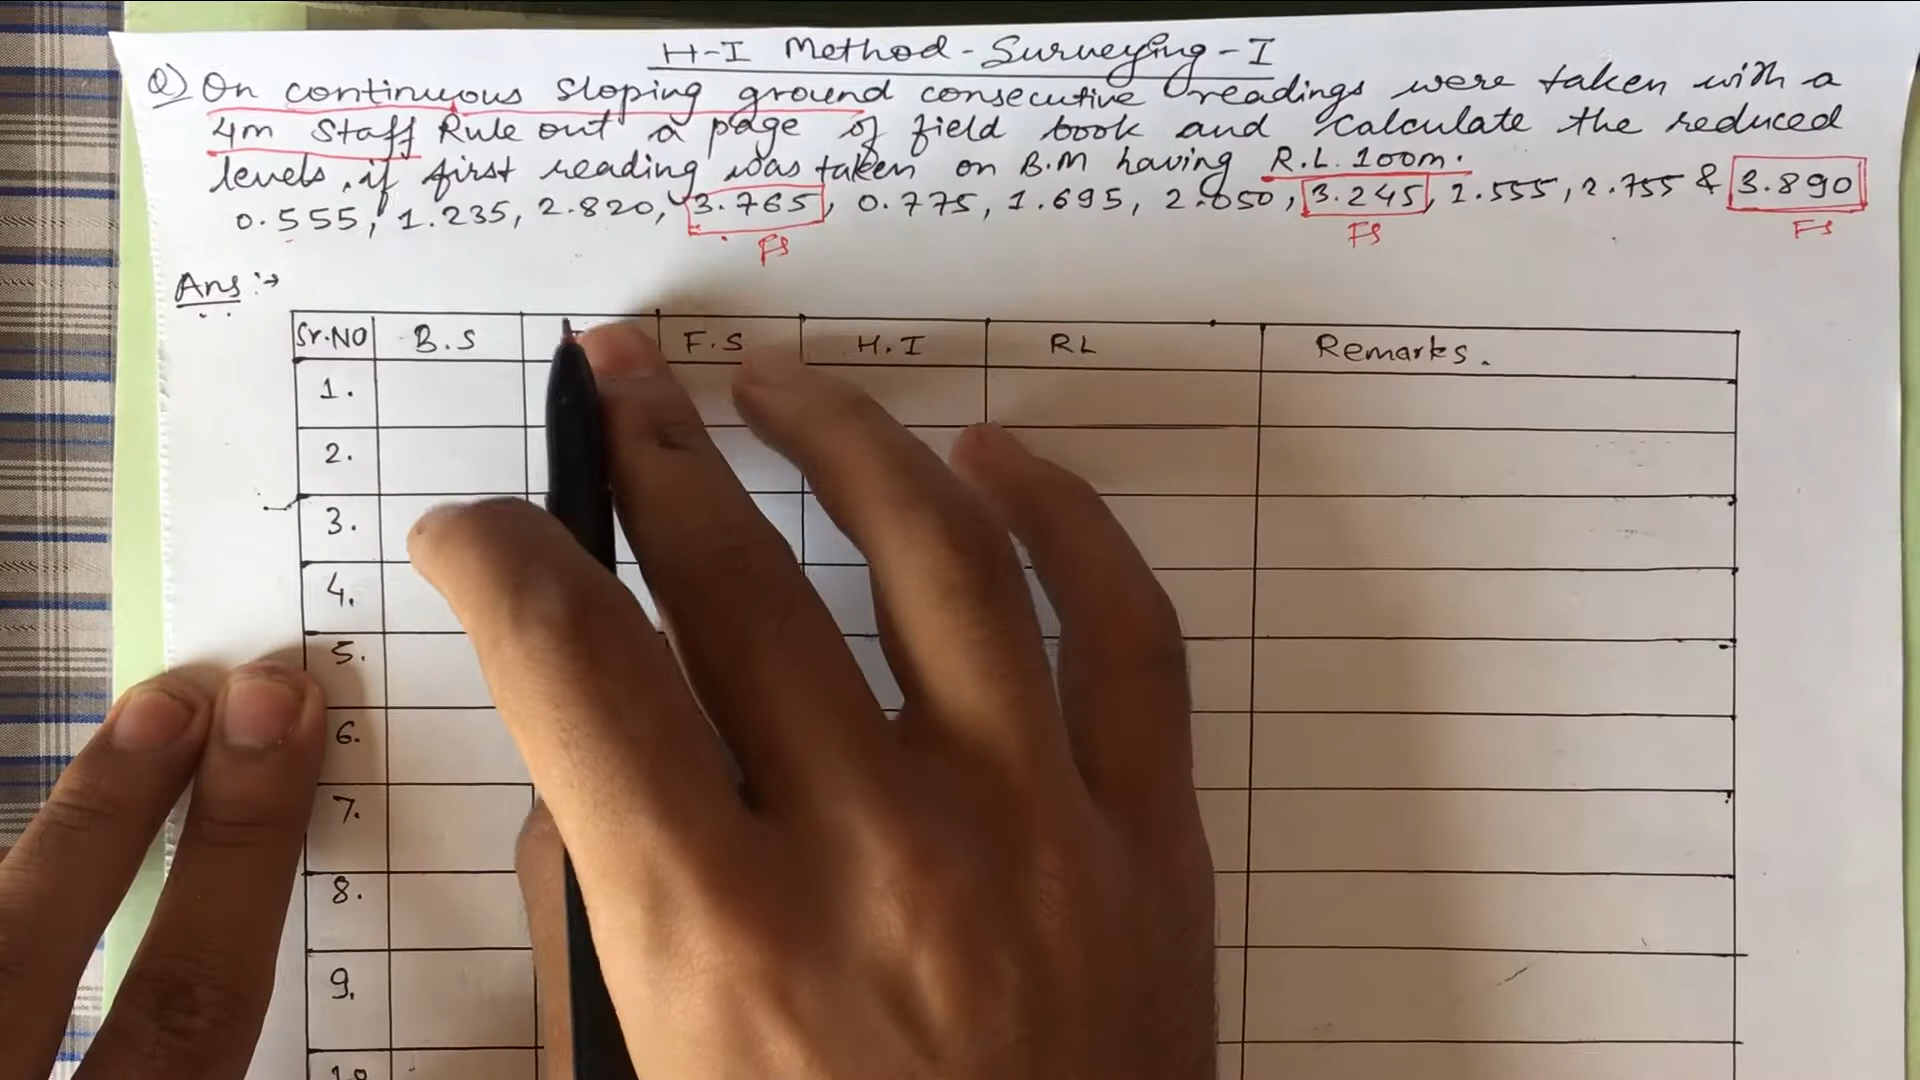 H-I Method-Surveying-I
Q) On continuous sloping ground consecutive readings were taken with a
4m Staff Rule out a page of field book and calculate the reduced
levels, if first reading was taken on B.M having R.L. 100m.
0.555, 1.235, 2.820, 3.765, 0.775, 1.695, 2.050, 3.245, 1.555, 2.755 & 3.890
FS FS FS
Ans :→
Sr.NO B.S F.S H.I RL Remarks.
1.
2.
3.
4.
5.
6.
7.
8.
9.
10